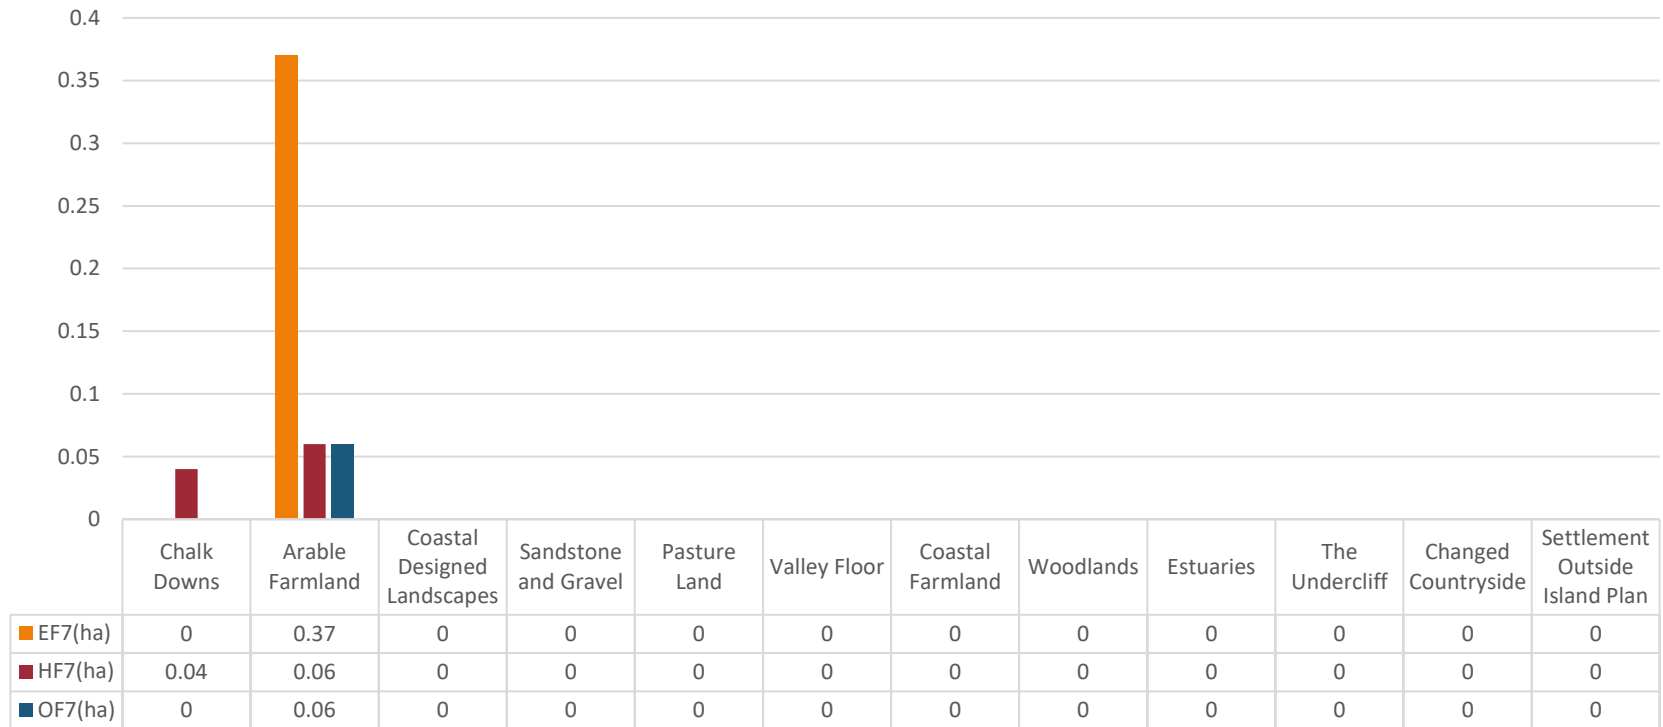 0.4
0.35
0.3
0.25
0.2
0.15
0.1
0.05
0
Chalk Downs
Arable Farmland
Coastal Designed Landscapes
Sandstone and Gravel
Pasture Land
Valley Floor
Coastal Farmland
Woodlands
Estuaries
The Undercliff
Changed Countryside
Settlement Outside Island Plan
EF7(ha) 0 0.37 0 0 0 0 0 0 0 0 0 0
HF7(ha) 0.04 0.06 0 0 0 0 0 0 0 0 0 0
OF7(ha) 0 0.06 0 0 0 0 0 0 0 0 0 0